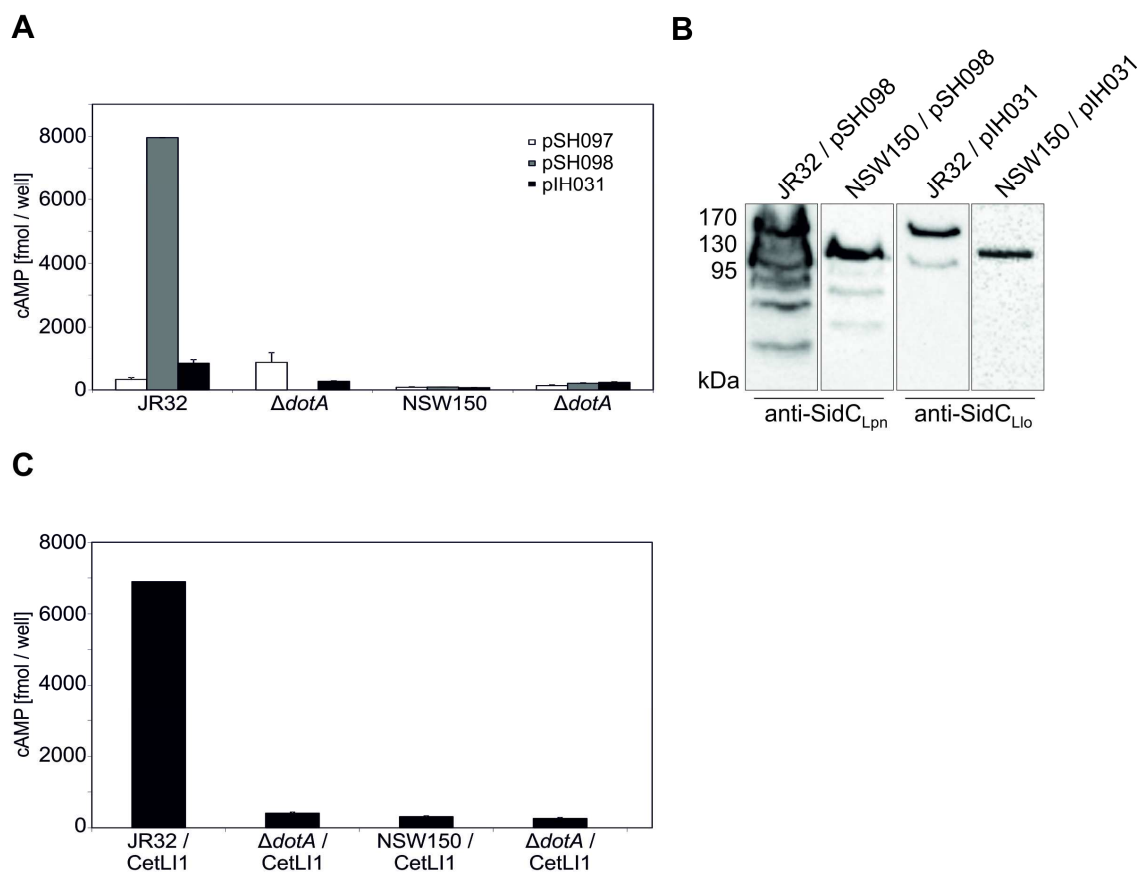 A
cAMP [fmol / well]
8000
6000
4000
2000
0
pSH097
pSH098
pIH031
JR32
ΔdotA
NSW150
ΔdotA
B
JR32 / pSH098
NSW150 / pSH098
JR32 / pIH031
NSW150 / pIH031
170
130
95
kDa
anti-SidCLpn
anti-SidCLlo
C
cAMP [fmol / well]
8000
6000
4000
2000
0
JR32 /
CetLI1
ΔdotA /
CetLI1
NSW150 /
CetLI1
ΔdotA /
CetLI1